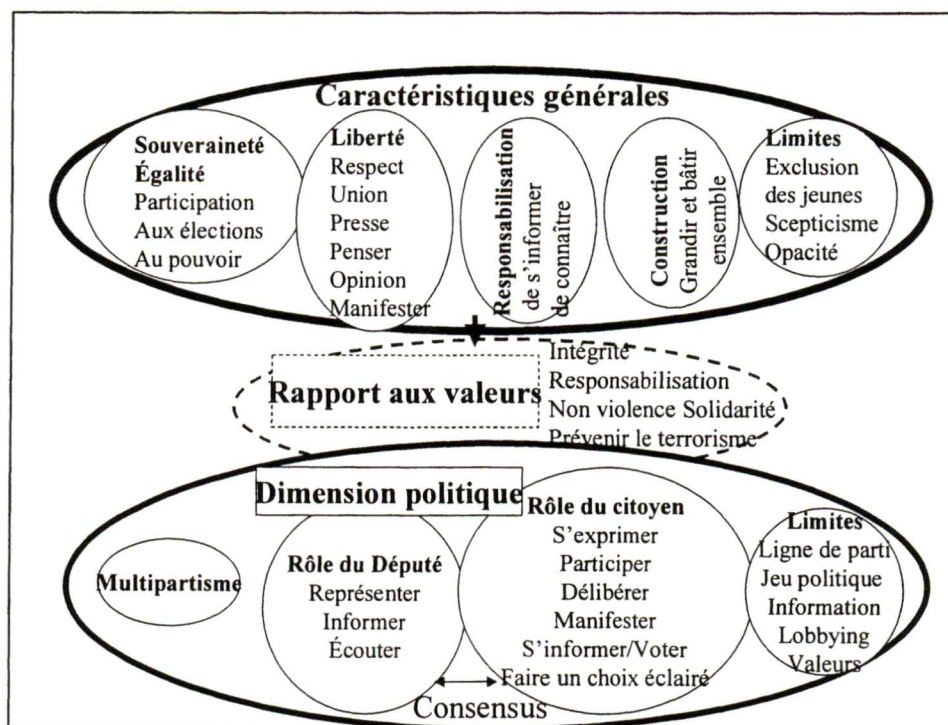 Caractéristiques générales
Souveraineté
Égalité
Participation
Aux élections
Au pouvoir
Liberté
Respect
Union
Presse
Penser
Opinion
Manifester
Responsabilisation
de s'informer
de connaître
Construction
Grandir et bâtir
ensemble
Limites
Exclusion
des jeunes
Scepticisme
Opacité
Rapport aux valeurs
Intégrité
Responsabilisation
Non violence Solidarité
Prévenir le terrorisme
Dimension politique
Multipartisme
Rôle du Député
Représenter
Informer
Écouter
Rôle du citoyen
S'exprimer
Participer
Délibérer
Manifester
S'informer/Voter
Faire un choix éclairé
Consensus
Limites
Ligne de parti
Jeu politique
Information
Lobbying
Valeurs